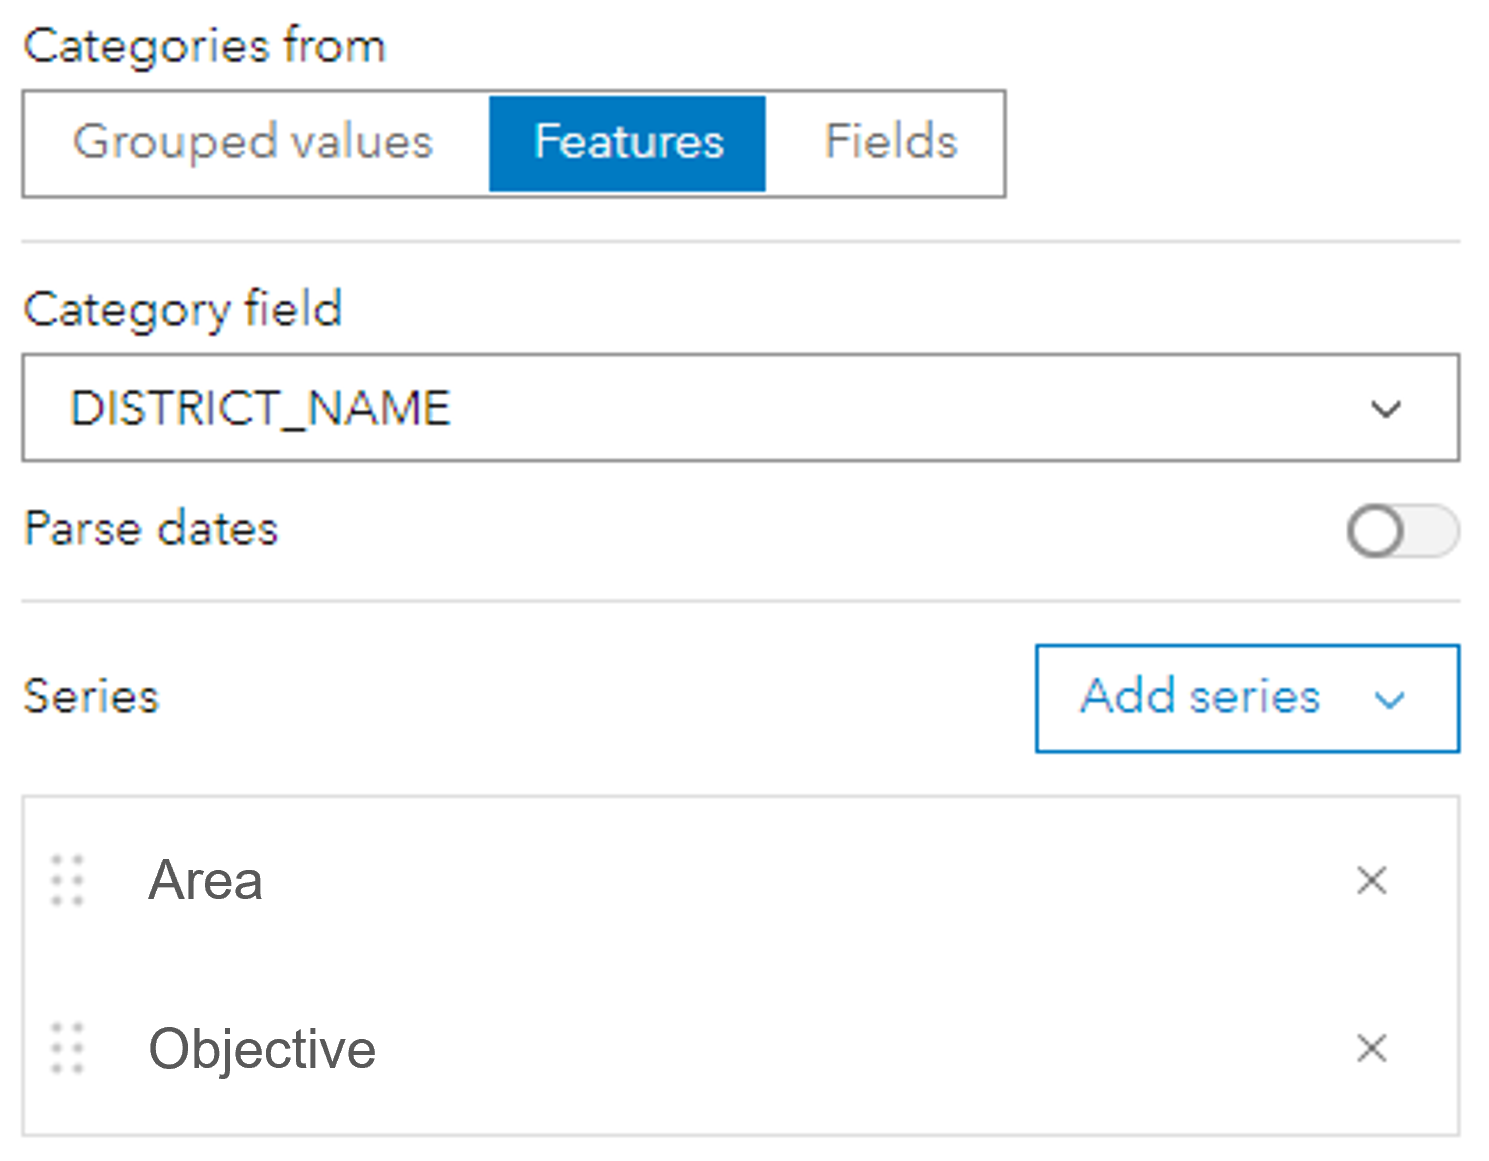 Categories from
Grouped values Features Fields
Category field
DISTRICT_NAME
Parse dates
Series Add series
Area
Objective